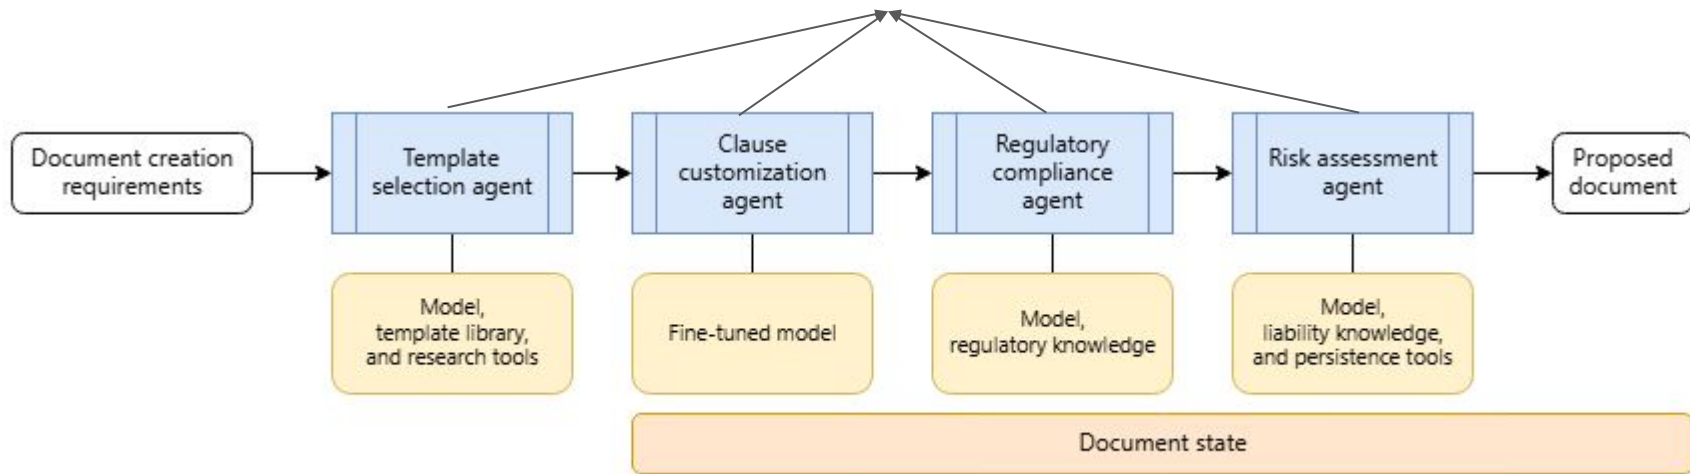 Document creation
requirements
Template
selection agent
Clause
customization
agent
Regulatory
compliance
agent
Risk assessment
agent
Proposed
document
Model,
template library,
and research tools
Fine-tuned model
Model,
regulatory knowledge
Model,
liability knowledge,
and persistence tools
Document state